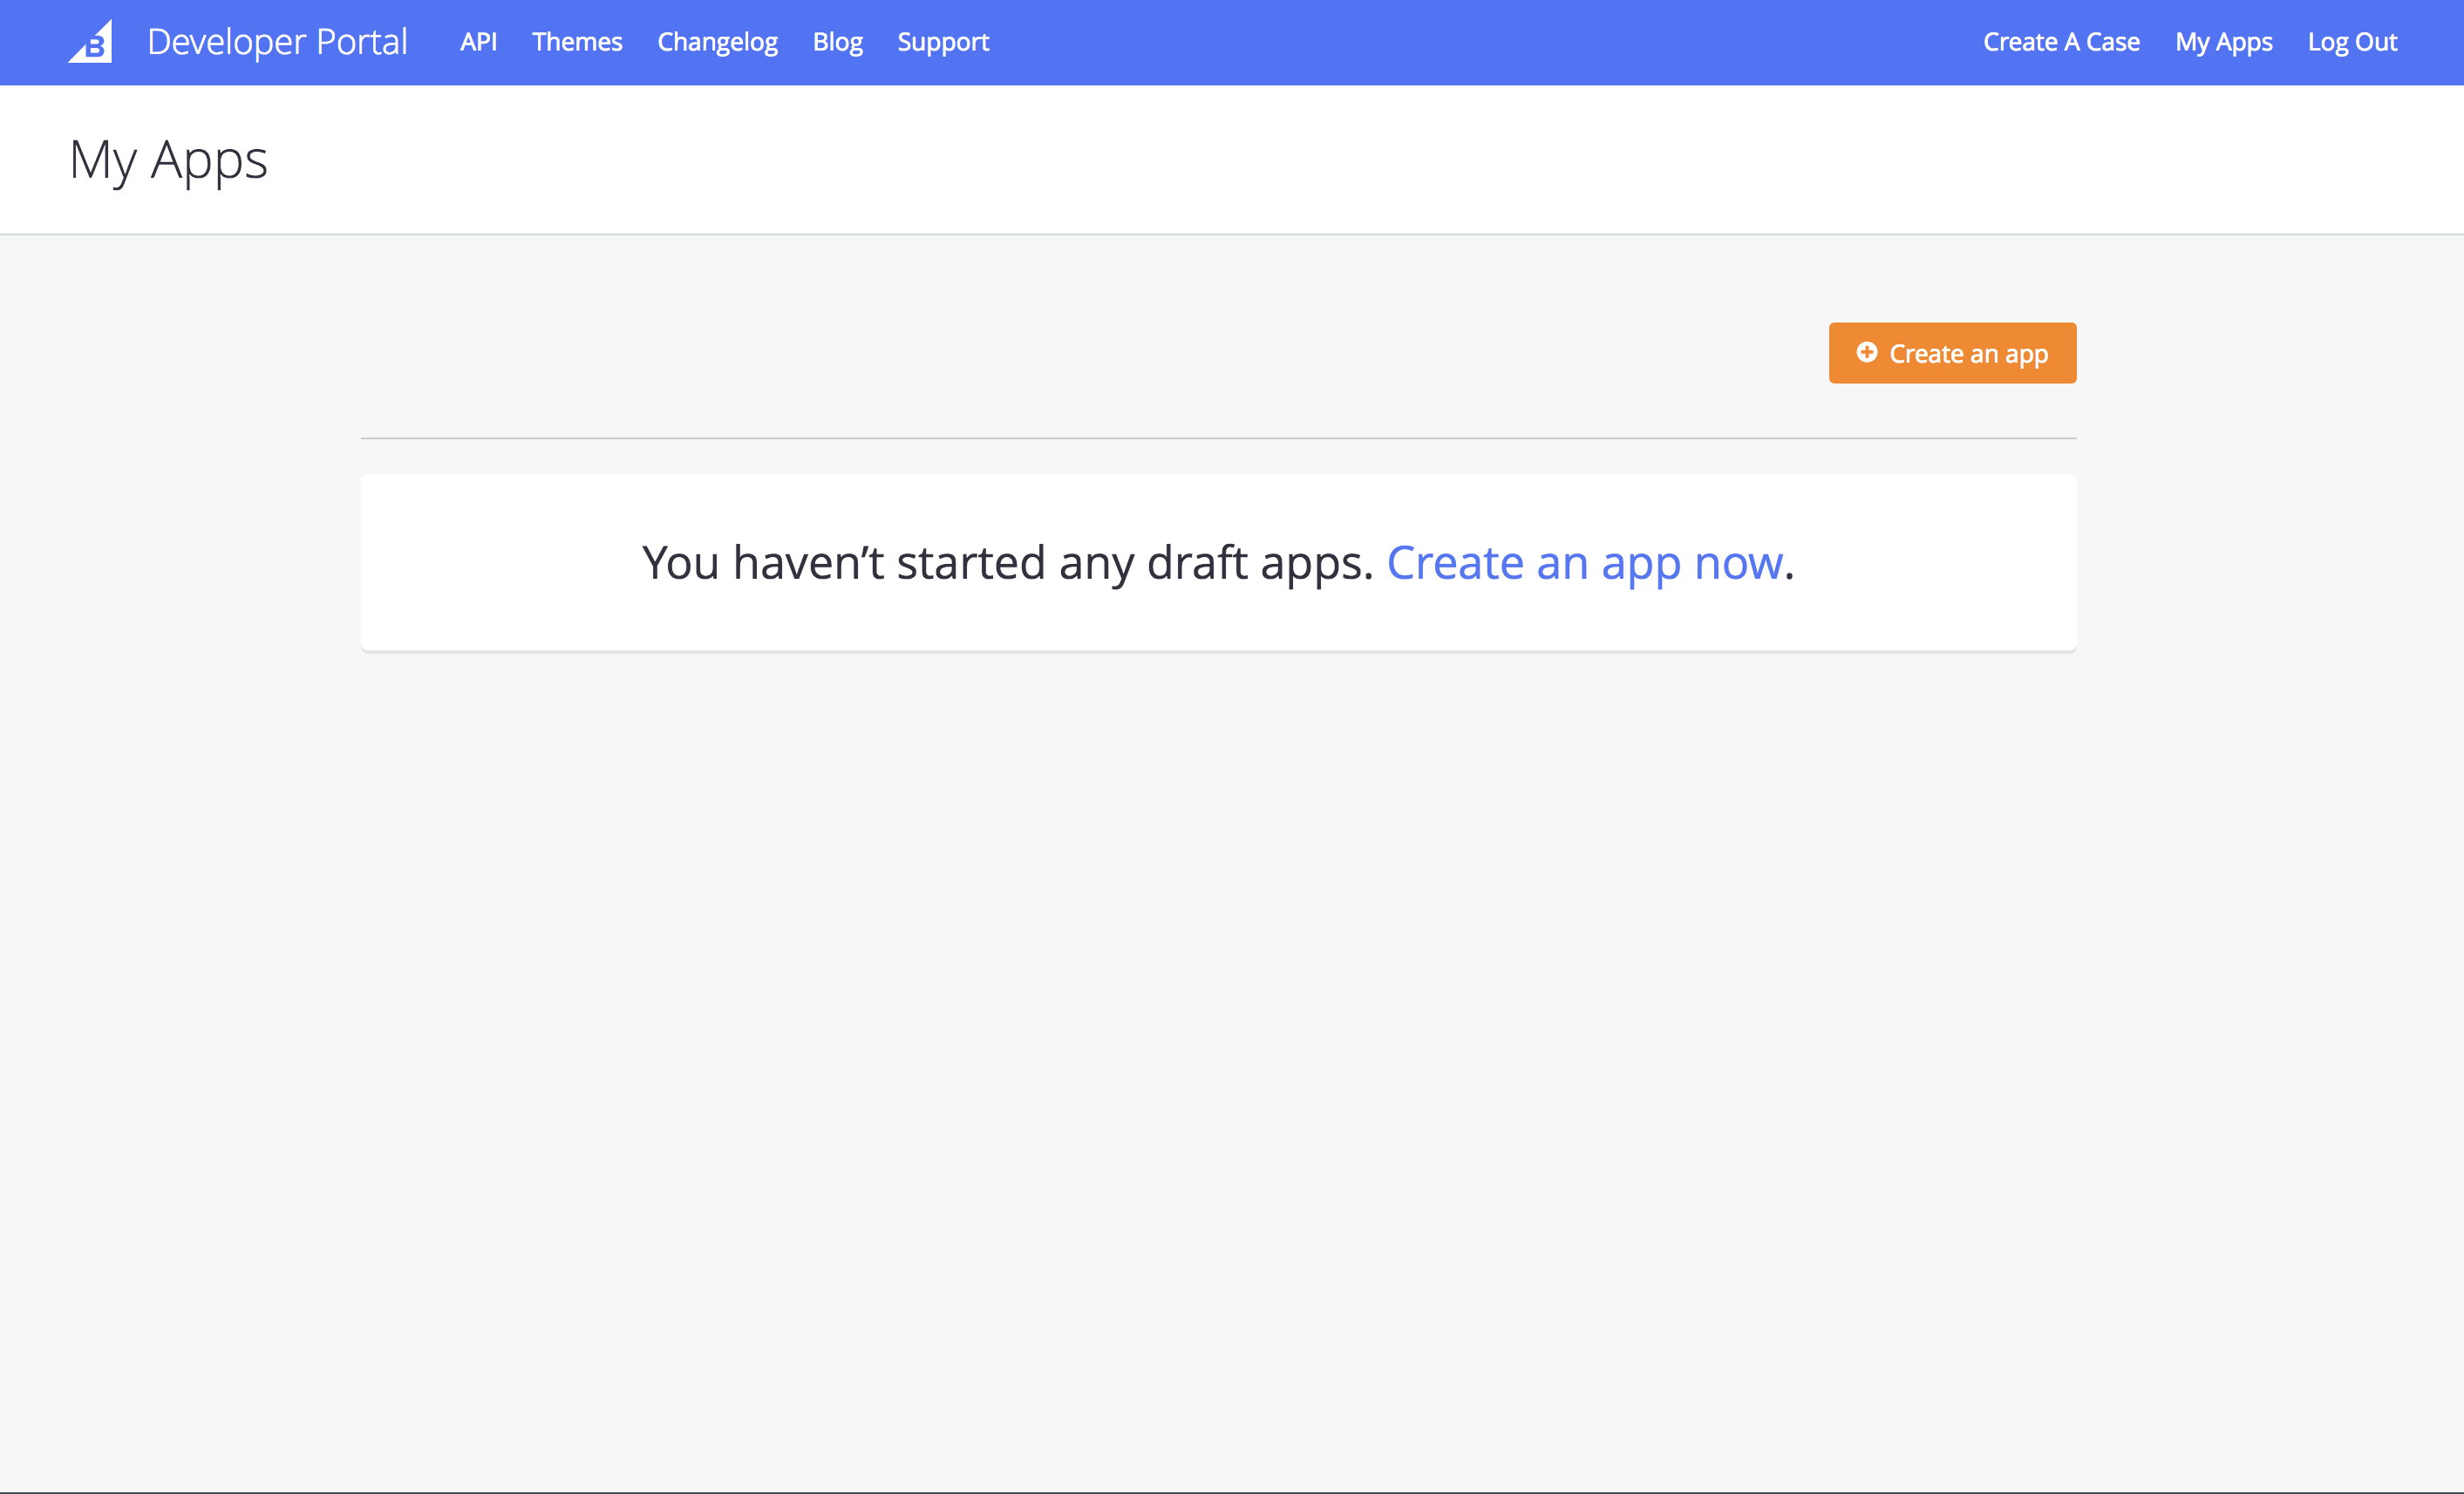 B Developer Portal API Themes Changelog Blog Support Create A Case My Apps Log Out
My Apps
Create an app
You haven’t started any draft apps. Create an app now.